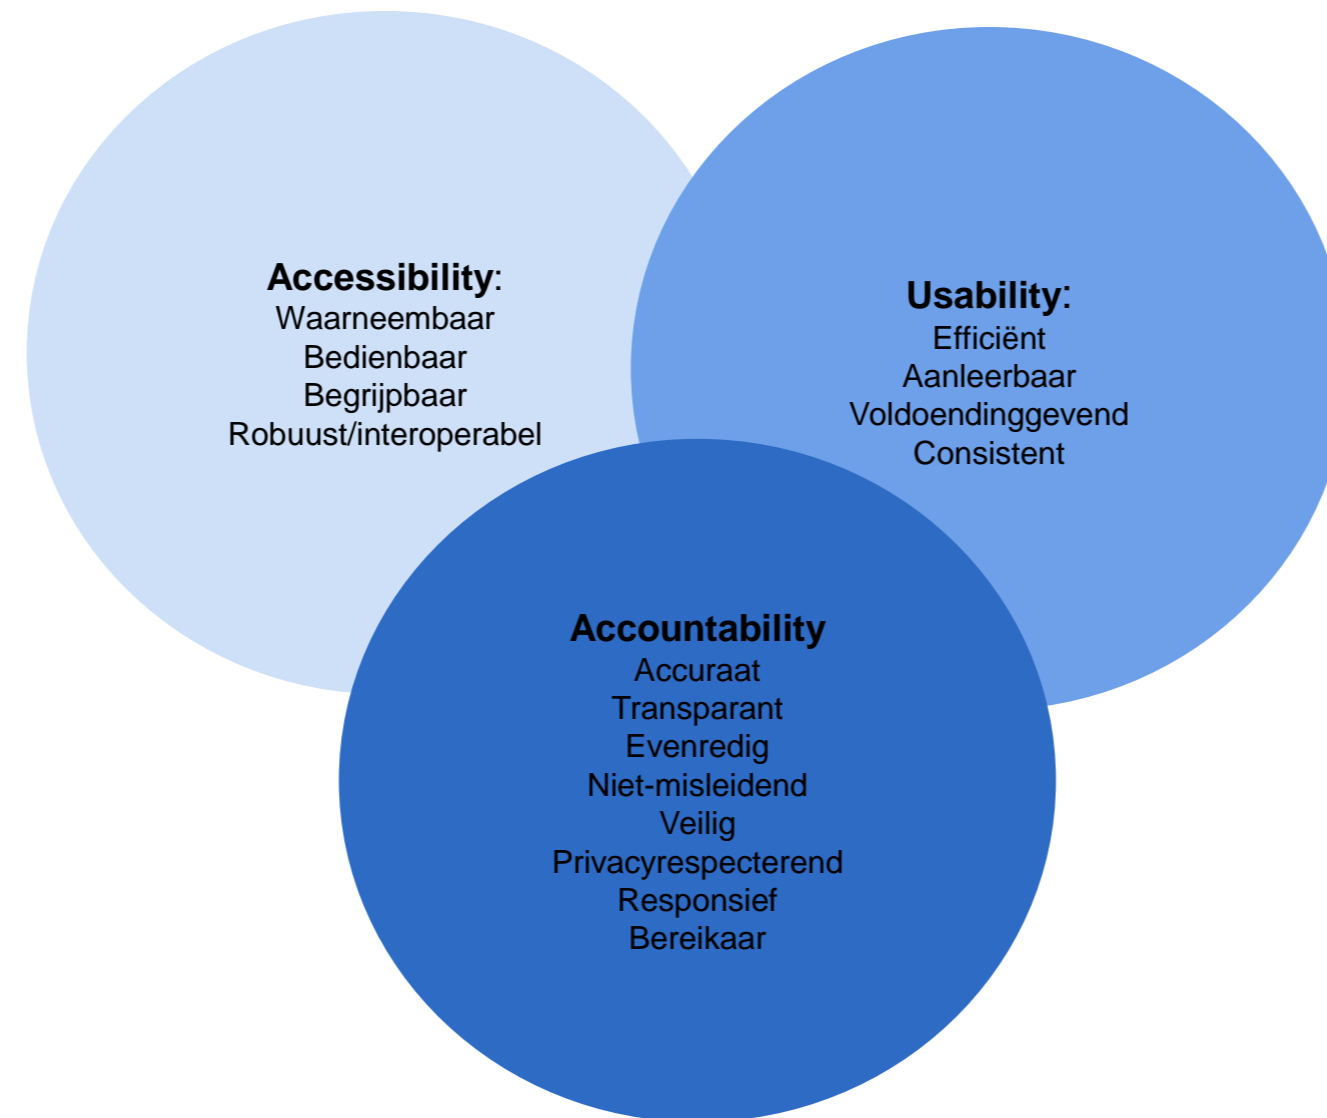 Accessibility:
Waarneembaar
Bedienbaar
Begrijpbaar
Robuust/interoperabel
Usability:
Efficiënt
Aanleerbaar
Voldoendinggevend
Consistent
Accountability
Accuraat
Transparant
Evenredig
Niet-misleidend
Veilig
Privacyrespecterend
Responsief
Bereikaar